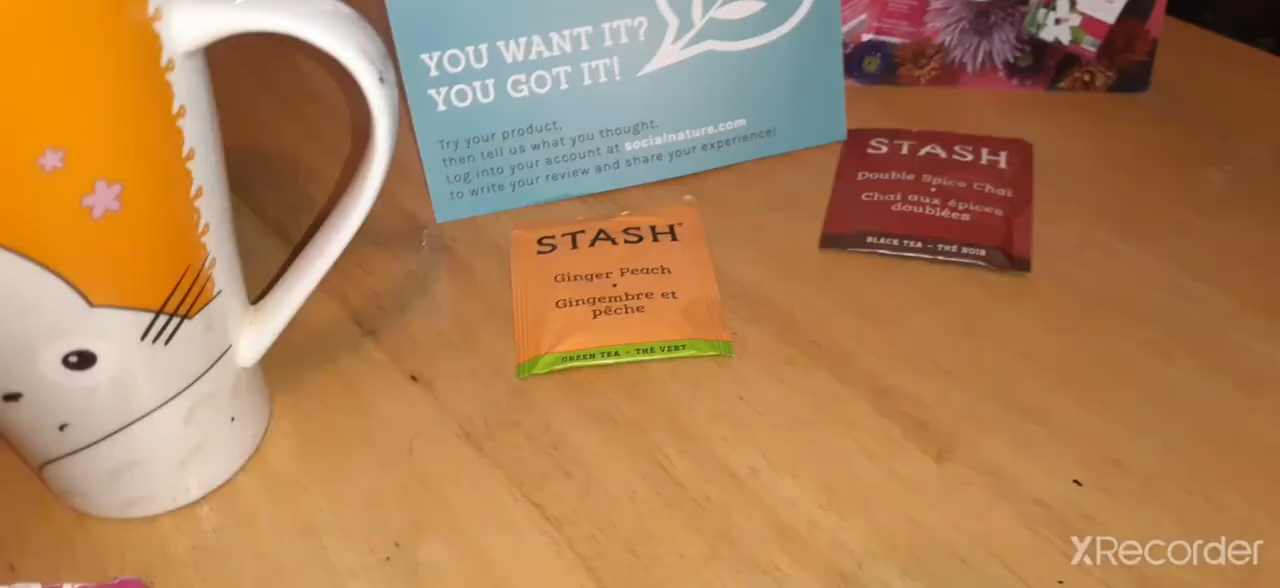 YOU WANT IT?
YOU GOT IT!
Try your product,
then tell us what you thought.
Log into your account at socialnature.com
to write your review and share your experience!
STASH
Double Spice Chai
Chai aux épices
doublées
BLACK TEA – THÉ NOIR
STASH
Ginger Peach
Gingembre et
pêche
GREEN TEA – THÉ VERT
XRecorder